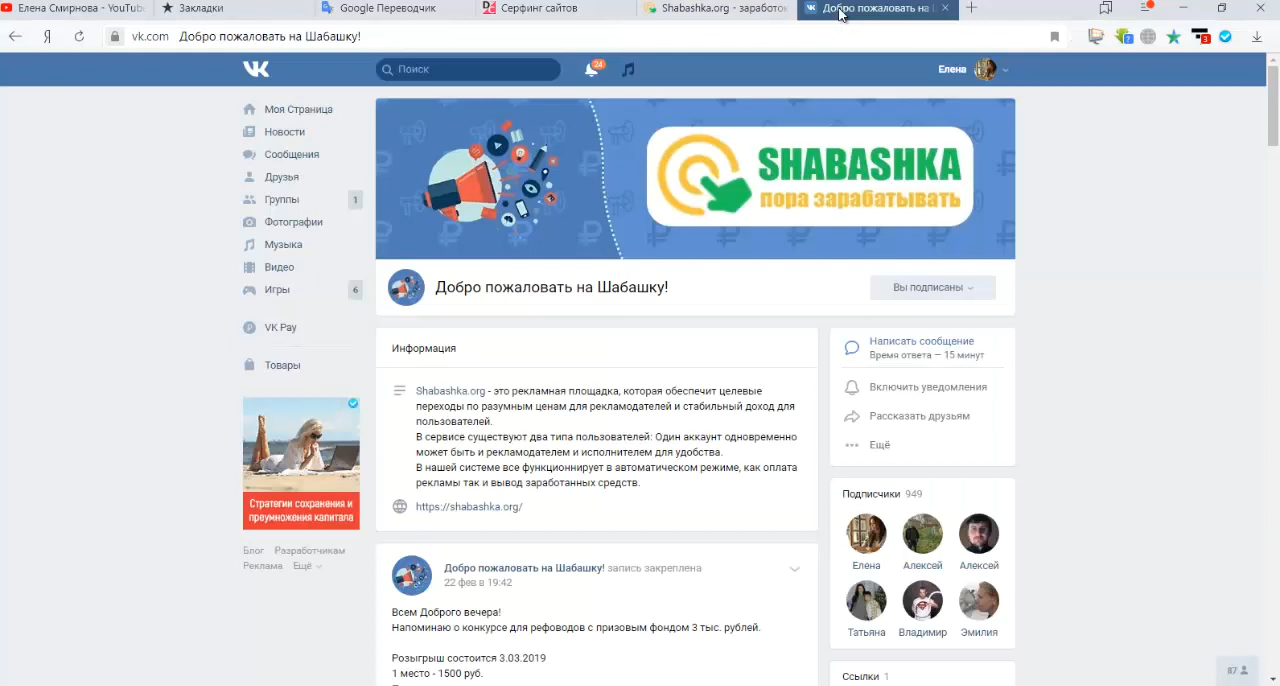 Елена Смирнова - YouTube
Закладки
Google Переводчик
Серфинг сайтов
Shabashka.org - заработок
Добро пожаловать на
vk.com Добро пожаловать на Шабашку!
2
3
Поиск
24
Елена
Моя Страница
Новости
Сообщения
Друзья
Группы 1
Фотографии
Музыка
Видео
Игры 6
VK Pay
Товары
Стратегии сохранения и
преумножения капитала
Блог Разработчикам
Реклама Ещё
SHABASHKA
пора зарабатывать
Добро пожаловать на Шабашку!
Вы подписаны
Информация
Shabashka.org - это рекламная площадка, которая обеспечит целевые
переходы по разумным ценам для рекламодателей и стабильный доход для
пользователей.
В сервисе существуют два типа пользователей: Один аккаунт одновременно
может быть и рекламодателем и исполнителем для удобства.
В нашей системе все функционнирует в автоматическом режиме, как оплата
рекламы так и вывод заработанных средств.
https://shabashka.org/
Добро пожаловать на Шабашку! запись закреплена
22 фев в 19:42
Всем Доброго вечера!
Напоминаю о конкурсе для рефоводов с призовым фондом 3 тыс. рублей.
Розыгрыш состоится 3.03.2019
1 место - 1500 руб.
Написать сообщение
Время ответа — 15 минут
Включить уведомления
Рассказать друзьям
Ещё
Подписчики 949
Елена Алексей Алексей
Татьяна Владимир Эмилия
Ссылки 1
87